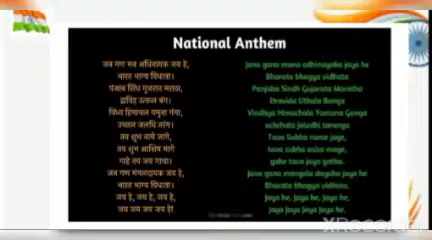 National Anthem
जन गण मन अधिनायक जय हे,
भारत भाग्य विधाता।
पंजाब सिंध गुजरात मराठा,
द्राविड़ उत्कल बंग।
विंध्य हिमाचल यमुना गंगा,
उच्छल जलधि तरंग।
तव शुभ नामे जागे,
तव शुभ आशिष मागे
गाहे तव जय गाथा।
जन गण मंगलदायक जय हे,
भारत भाग्य विधाता।
जय हे, जय हे, जय हे,
जय जय जय जय हे!
Jana gana mana adhinayaka jaya he
Bharata bhagya vidhata
Panjaba Sindh Gujarata Maratha
Dravida Uthala Banga
Vindhya Himachala Yamuna Ganga
uchchala jaladhi taranga
Tava Subha name jage,
tava subha asisa mage,
gahe tava jaya gatha.
Jana gana mangala dayaka jaya he
Bharata bhagya vidhata.
Jaya he, Jaya he, jaya he,
jaya jaya jaya jaya he.
XRecorder